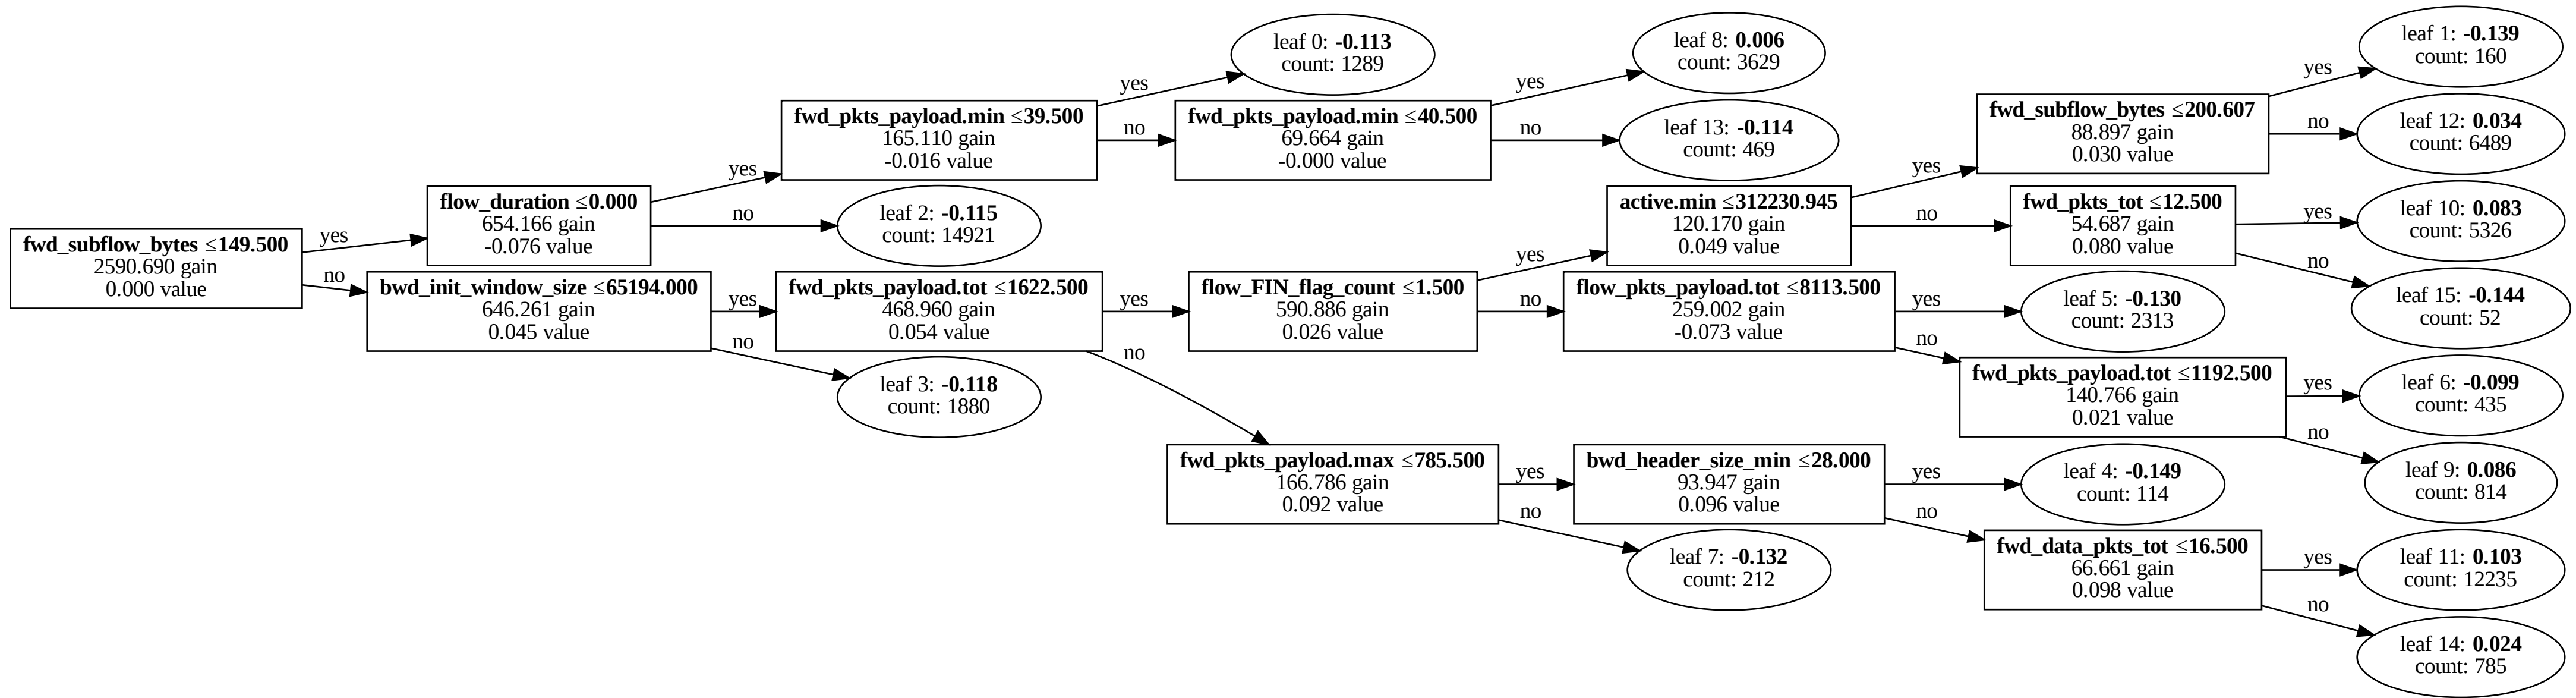 fwd_subflow_bytes ≤149.500
2590.690 gain
0.000 value
yes
no
flow_duration ≤0.000
654.166 gain
-0.076 value
yes
no
bwd_init_window_size ≤65194.000
646.261 gain
0.045 value
yes
no
fwd_pkts_payload.min ≤39.500
165.110 gain
-0.016 value
yes
no
leaf 2: -0.115
count: 14921
fwd_pkts_payload.tot ≤1622.500
468.960 gain
0.054 value
yes
no
leaf 3: -0.118
count: 1880
leaf 0: -0.113
count: 1289
fwd_pkts_payload.min ≤40.500
69.664 gain
-0.000 value
yes
no
flow_FIN_flag_count ≤1.500
590.886 gain
0.026 value
yes
no
fwd_pkts_payload.max ≤785.500
166.786 gain
0.092 value
yes
no
leaf 8: 0.006
count: 3629
leaf 13: -0.114
count: 469
active.min ≤312230.945
120.170 gain
0.049 value
yes
no
flow_pkts_payload.tot ≤8113.500
259.002 gain
-0.073 value
yes
no
bwd_header_size_min ≤28.000
93.947 gain
0.096 value
yes
no
leaf 7: -0.132
count: 212
fwd_subflow_bytes ≤200.607
88.897 gain
0.030 value
yes
no
fwd_pkts_tot ≤12.500
54.687 gain
0.080 value
yes
no
leaf 5: -0.130
count: 2313
fwd_pkts_payload.tot ≤1192.500
140.766 gain
0.021 value
yes
no
leaf 4: -0.149
count: 114
fwd_data_pkts_tot ≤16.500
66.661 gain
0.098 value
yes
no
leaf 1: -0.139
count: 160
leaf 12: 0.034
count: 6489
leaf 10: 0.083
count: 5326
leaf 15: -0.144
count: 52
leaf 6: -0.099
count: 435
leaf 9: 0.086
count: 814
leaf 11: 0.103
count: 12235
leaf 14: 0.024
count: 785